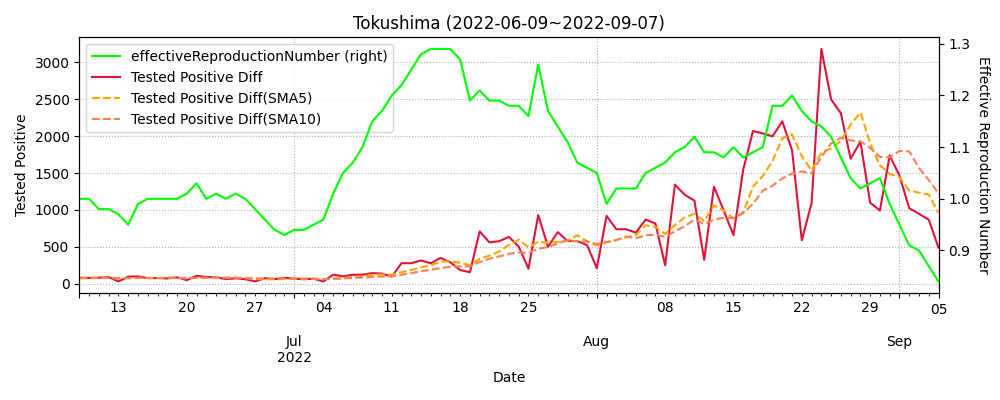 Tokushima (2022-06-09~2022-09-07)
effectiveReproductionNumber (right)
Tested Positive Diff
Tested Positive Diff(SMA5)
Tested Positive Diff(SMA10)
Tested Positive
3000
2500
2000
1500
1000
500
0
1.3
1.2
1.1
1.0
0.9
Effective Reproduction Number
13 20 27 04 11 18 25 08 15 22 29 05
Jul Aug Sep
2022
Date